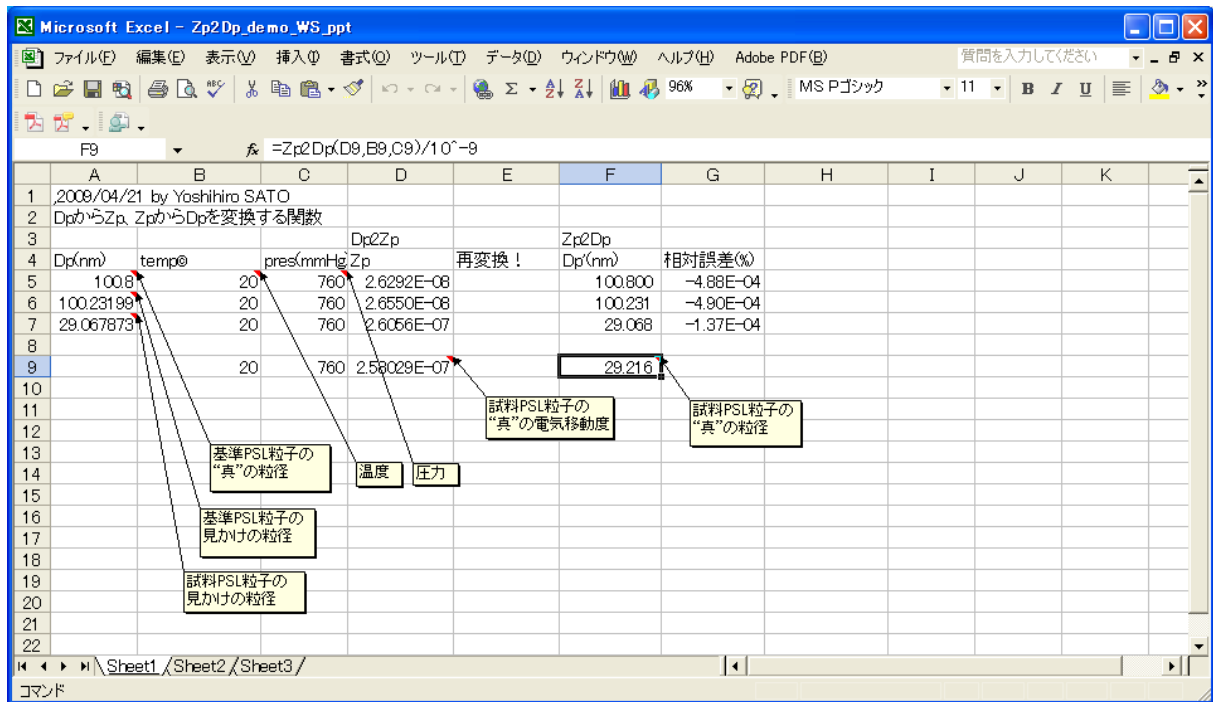 Microsoft Excel - Zp2Dp_demo_WS_ppt
ファイル(F) 編集(E) 表示(V) 挿入(I) 書式(O) ツール(T) データ(D) ウィンドウ(W) ヘルプ(H) Adobe PDF(B) 質問を入力してください
96% MS Pゴシック 11 B I U
F9 fx =Zp2Dp(D9,B9,C9)/10^-9
A B C D E F G H I J K
1 ,2009/04/21 by Yoshihiro SATO
2 DpからZp、ZpからDpを変換する関数
3 Dp2Zp Zp2Dp
4 Dp(nm) temp© pres(mmHg Zp 再変換! Dp'(nm) 相対誤差(%)
5 100.8 20 760 2.6292E-08 100.800 -4.88E-04
6 100.23199 20 760 2.6550E-08 100.231 -4.90E-04
7 29.067873 20 760 2.6056E-07 29.068 -1.37E-04
8
9 20 760 2.58029E-07 29.216
10
11
12
13
14
15
16
17
18
19
20
21
22
試料PSL粒子の
“真”の電気移動度
試料PSL粒子の
“真”の粒径
基準PSL粒子の
“真”の粒径
温度
圧力
基準PSL粒子の
見かけの粒径
試料PSL粒子の
見かけの粒径
Sheet1 Sheet2 Sheet3
コマンド